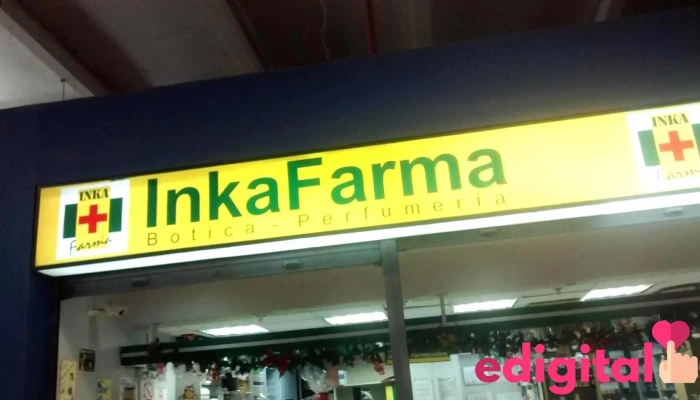 INKA
Farma
InkaFarma
Botica - Perfumería
INKA
Farma
edigital